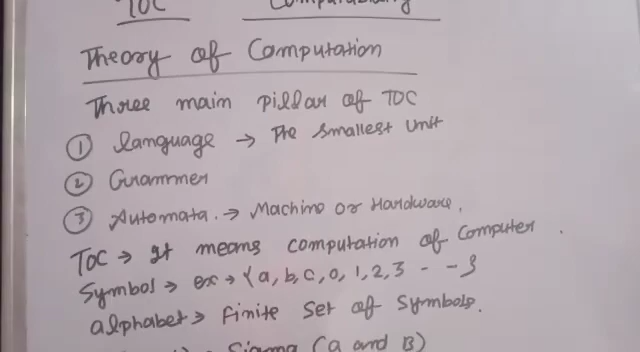 TOC Computability
Theory of Computation
Three main pillar of TOC
① Language → The smallest unit
② Grammer
③ Automata → Machine or Hardware.
TOC → It means computation of Computer.
Symbol → ex → {a, b, c, 0, 1, 2, 3 - - }
alphabet → finite set of symbols.
Sigma (a and B)